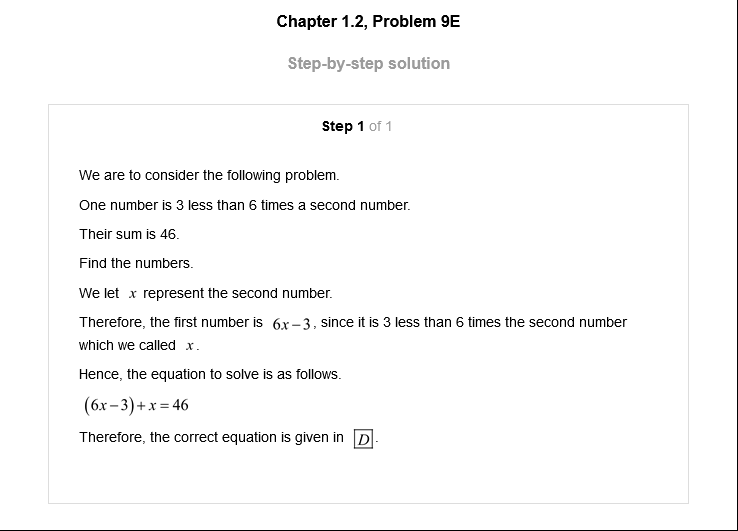 Chapter 1.2, Problem 9E
Step-by-step solution
Step 1 of 1
We are to consider the following problem.
One number is 3 less than 6 times a second number.
Their sum is 46.
Find the numbers.
We let x represent the second number.
Therefore, the first number is 6x−3, since it is 3 less than 6 times the second number
which we called x.
Hence, the equation to solve is as follows.
(6x−3)+x=46
Therefore, the correct equation is given in D.